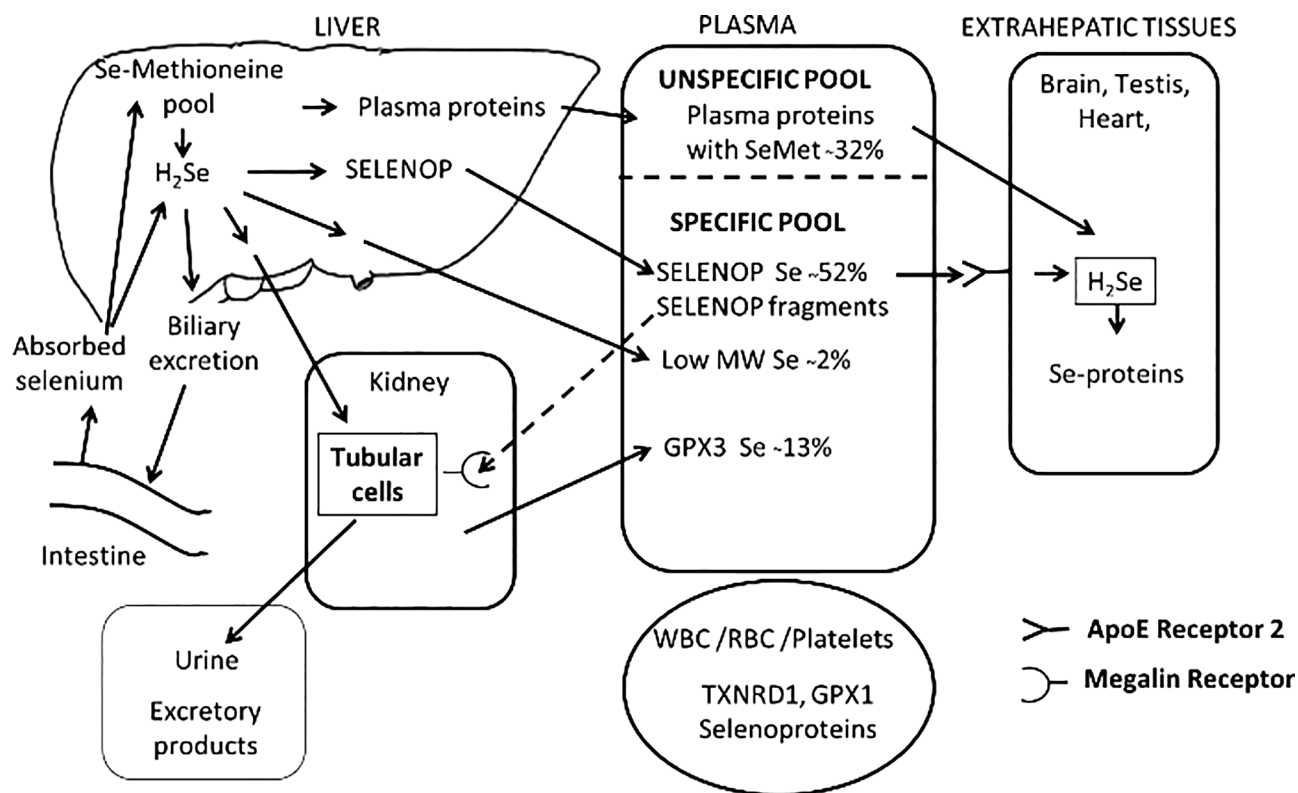 LIVER
Se-Methioneine
pool
Plasma proteins
H₂Se
SELENOP
Absorbed
selenium
Biliary
excretion
Intestine
Kidney
Tubular
cells
Urine
Excretory
products
PLASMA
UNSPECIFIC POOL
Plasma proteins
with SeMet ~32%
SPECIFIC POOL
SELENOP Se ~52%
SELENOP fragments
Low MW Se ~2%
GPX3 Se ~13%
WBC /RBC /Platelets
TXNRD1, GPX1
Selenoproteins
EXTRAHEPATIC TISSUES
Brain, Testis,
Heart,
H₂Se
Se-proteins
ApoE Receptor 2
Megalin Receptor